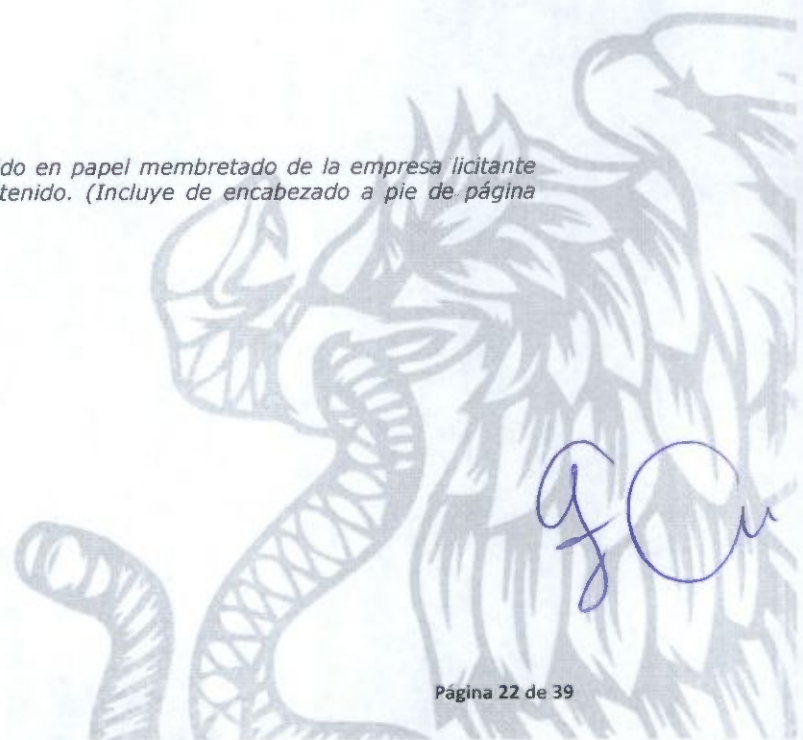 do en papel membretado de la empresa licitante
tenido. (Incluye de encabezado a pie de página
Página 22 de 39